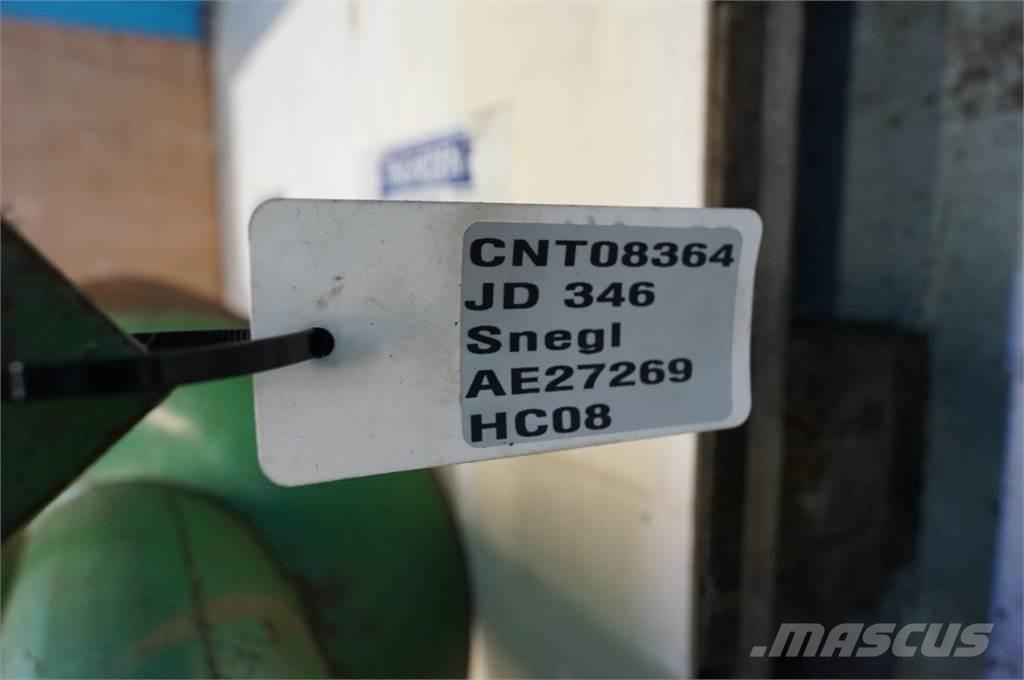 CNT08364
JD 346
Snegl
AE27269
HC08
MASCUS